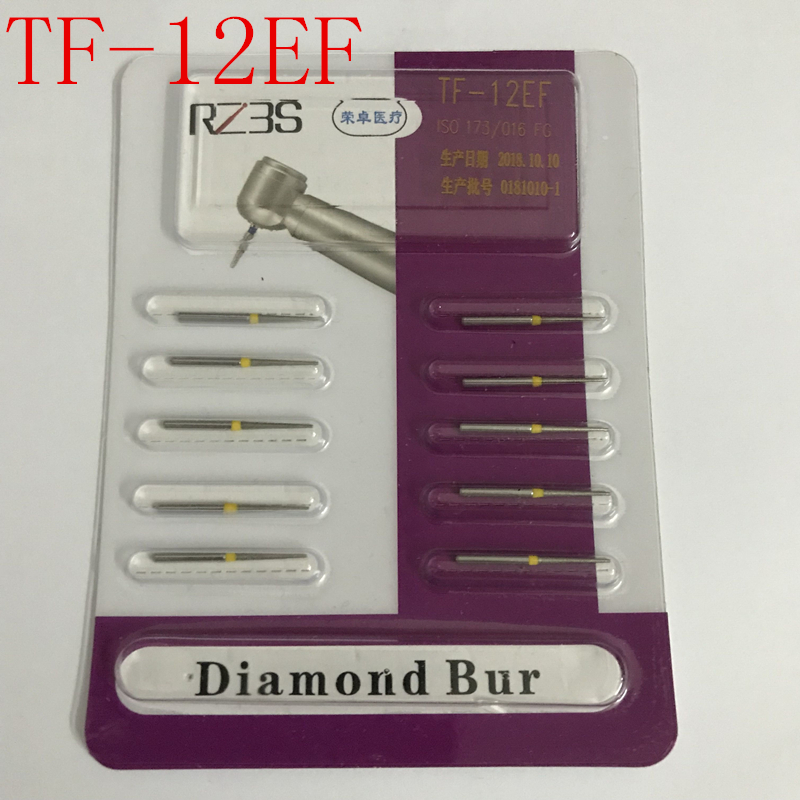 TF-12EF
RZBS
荣卓医疗
TF-12EF
ISO 173/016 FG
生产日期 2018.10.10
生产批号 0181010-1
Diamond Bur